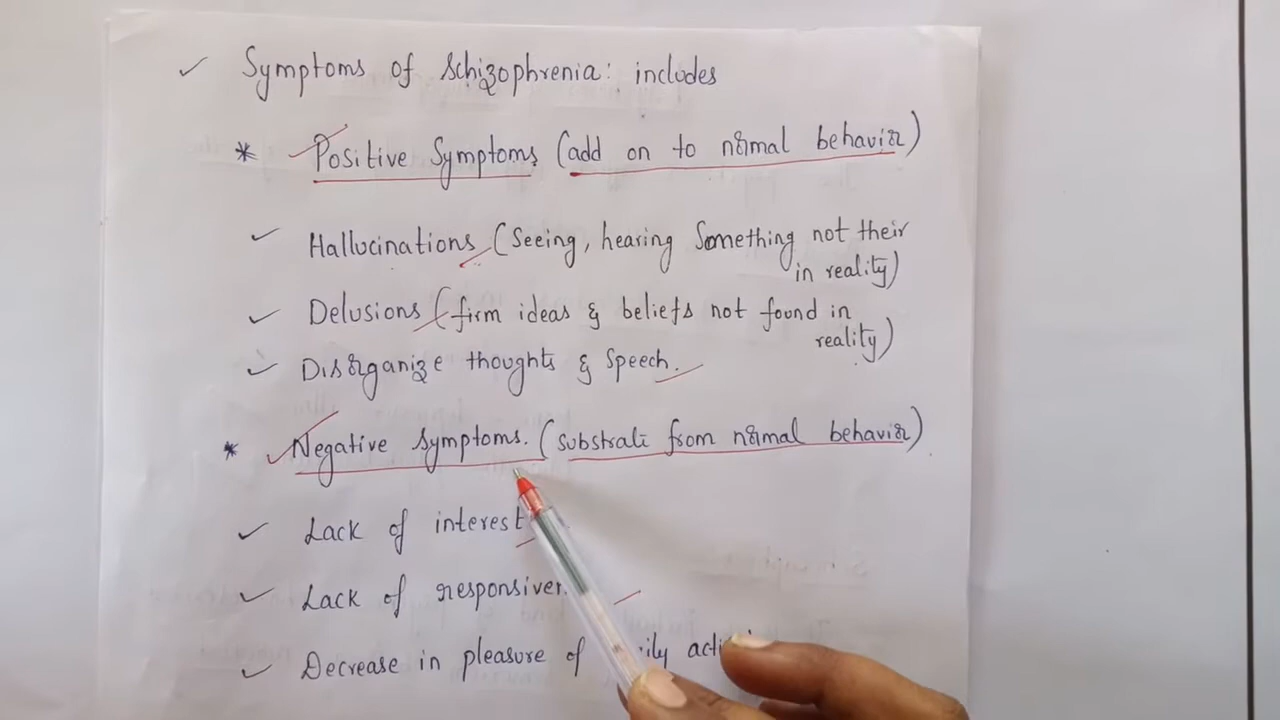 Symptoms of Schizophrenia: includes
* Positive Symptoms (add on to normal behavior)
Hallucinations (Seeing, hearing Something not their
in reality)
Delusions (firm ideas & beliefs not found in
reality)
Disorganize thoughts & Speech.
* Negative Symptoms. (substrate from normal behavior)
Lack of interest
Lack of
Decrease in pleasure of